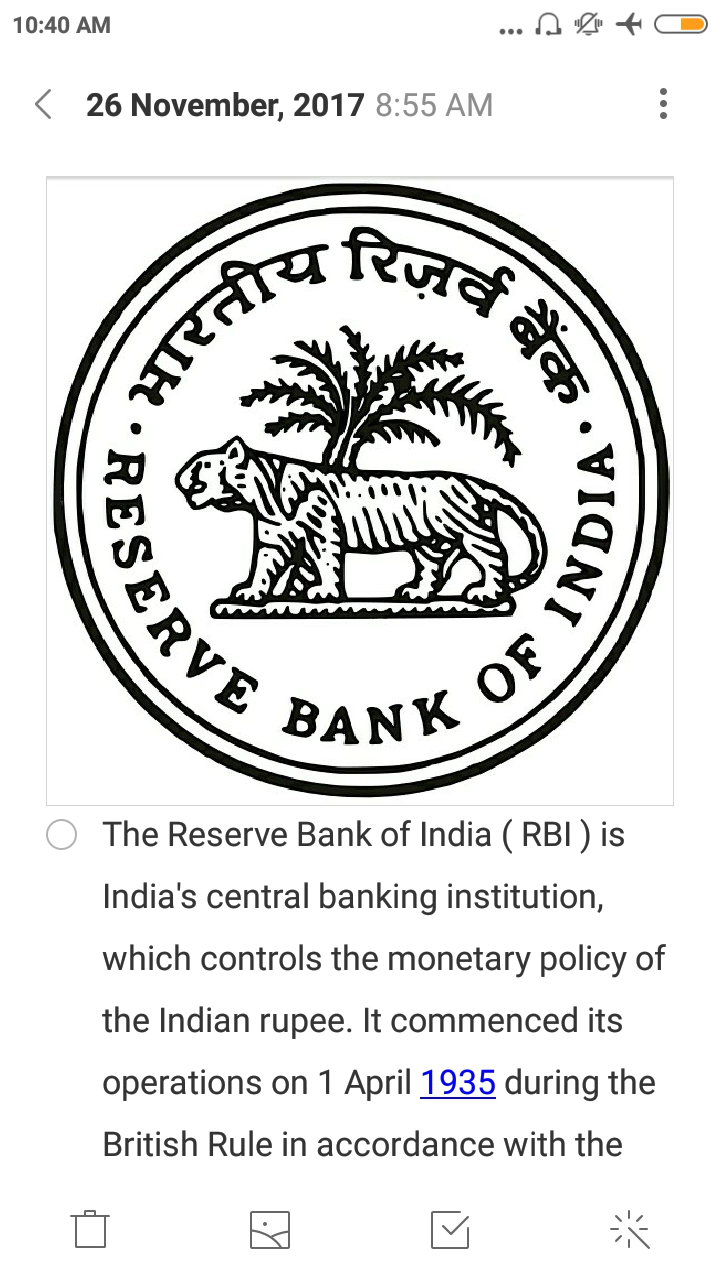 10:40 AM
26 November, 2017 8:55 AM
भारतीय रिज़र्व बैंक
RESERVE BANK OF INDIA
The Reserve Bank of India ( RBI ) is
India's central banking institution,
which controls the monetary policy of
the Indian rupee. It commenced its
operations on 1 April 1935 during the
British Rule in accordance with the